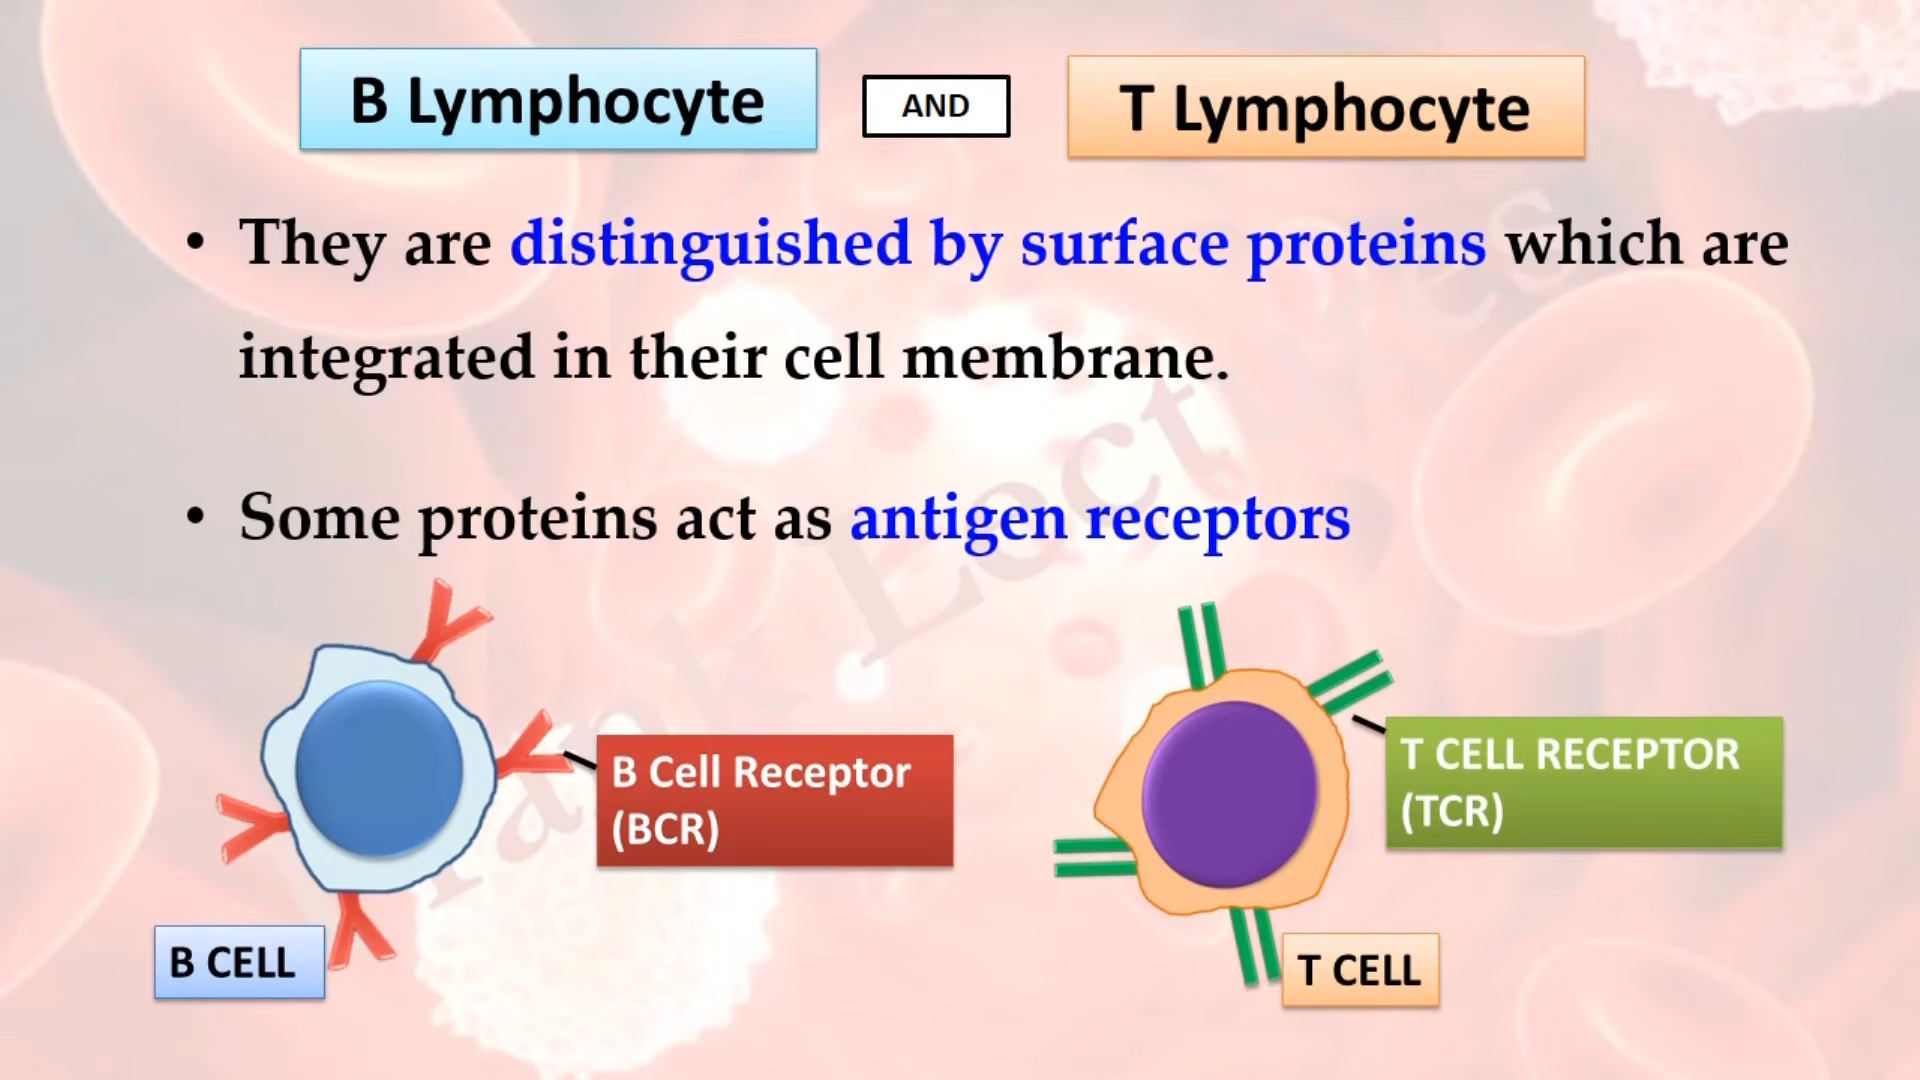 B Lymphocyte
AND
T Lymphocyte
• They are distinguished by surface proteins which are
integrated in their cell membrane.
• Some proteins act as antigen receptors
B Cell Receptor
(BCR)
T CELL RECEPTOR
(TCR)
B CELL
T CELL
Lectures